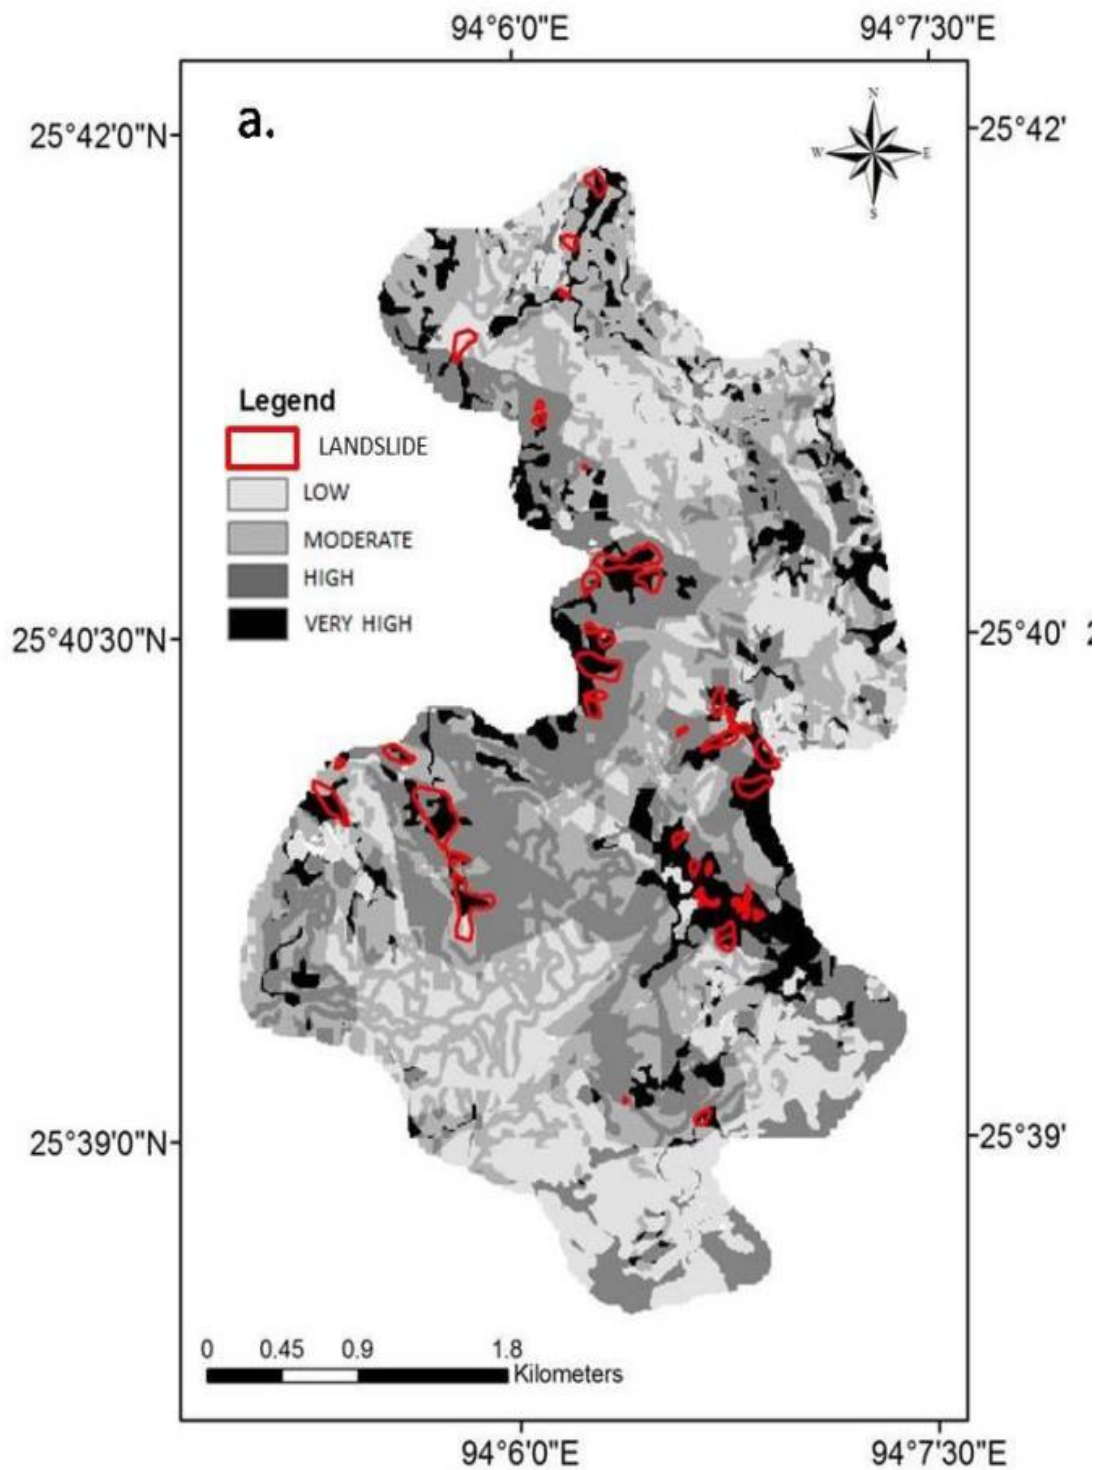 94°6'0"E 94°7'30"E
a.
N
25°42'0"N 25°42'
W E
S
Legend
LANDSLIDE
LOW
MODERATE
HIGH
VERY HIGH
25°40'30"N 25°40'
25°39'0"N 25°39'
0 0.45 0.9 1.8
Kilometers
94°6'0"E 94°7'30"E